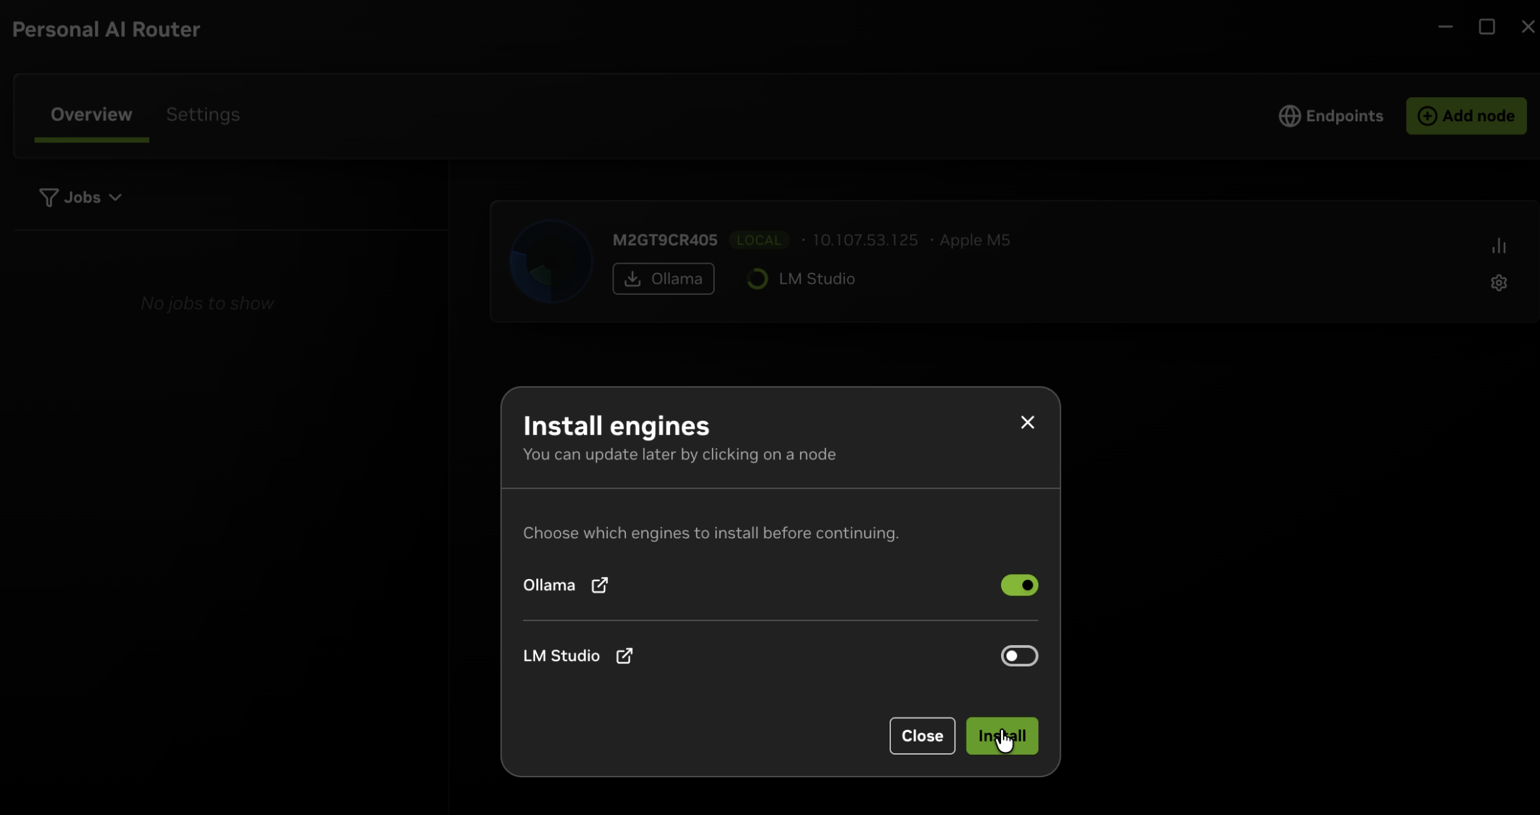 Personal AI Router
Overview Settings Endpoints Add node
Jobs
No jobs to show
M2GT9CR405 LOCAL · 10.107.53.125 · Apple M5
Ollama LM Studio
Install engines
You can update later by clicking on a node
Choose which engines to install before continuing.
Ollama
LM Studio
Close Install